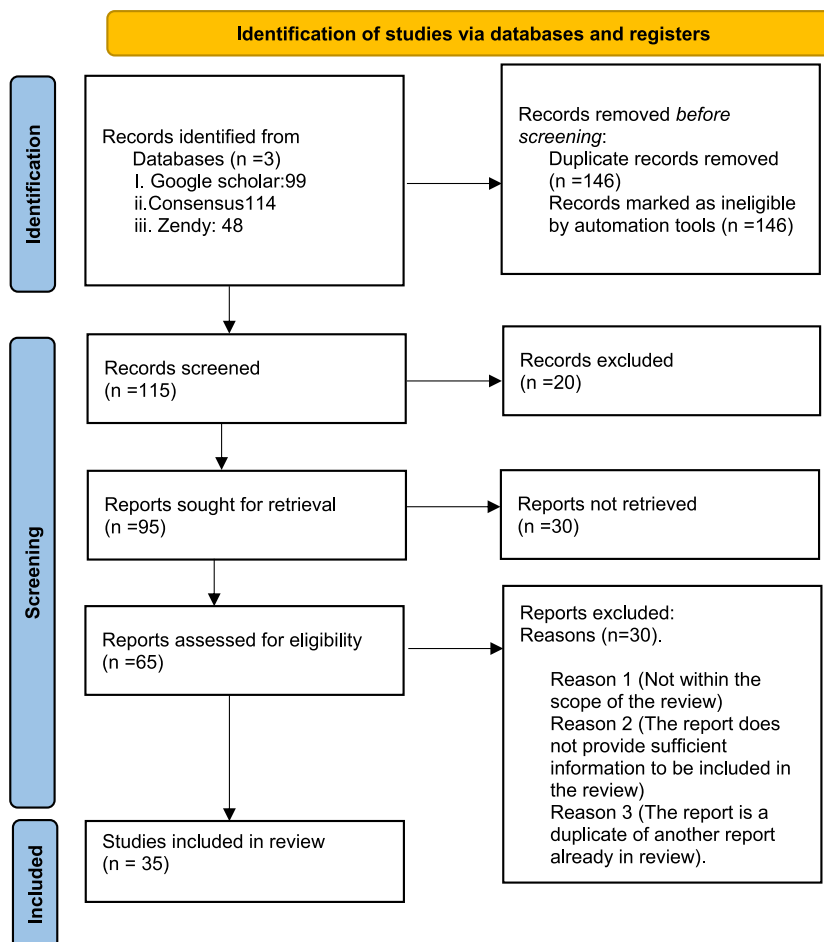 Identification of studies via databases and registers
Identification
Records identified from
Databases (n =3)
I. Google scholar:99
ii.Consensus114
iii. Zendy: 48
Records removed before
screening:
Duplicate records removed
(n =146)
Records marked as ineligible
by automation tools (n =146)
Screening
Records screened
(n =115)
Records excluded
(n =20)
Reports sought for retrieval
(n =95)
Reports not retrieved
(n =30)
Reports assessed for eligibility
(n =65)
Reports excluded:
Reasons (n=30).
Reason 1 (Not within the
scope of the review)
Reason 2 (The report does
not provide sufficient
information to be included in
the review)
Reason 3 (The report is a
duplicate of another report
already in review).
Included
Studies included in review
(n = 35)